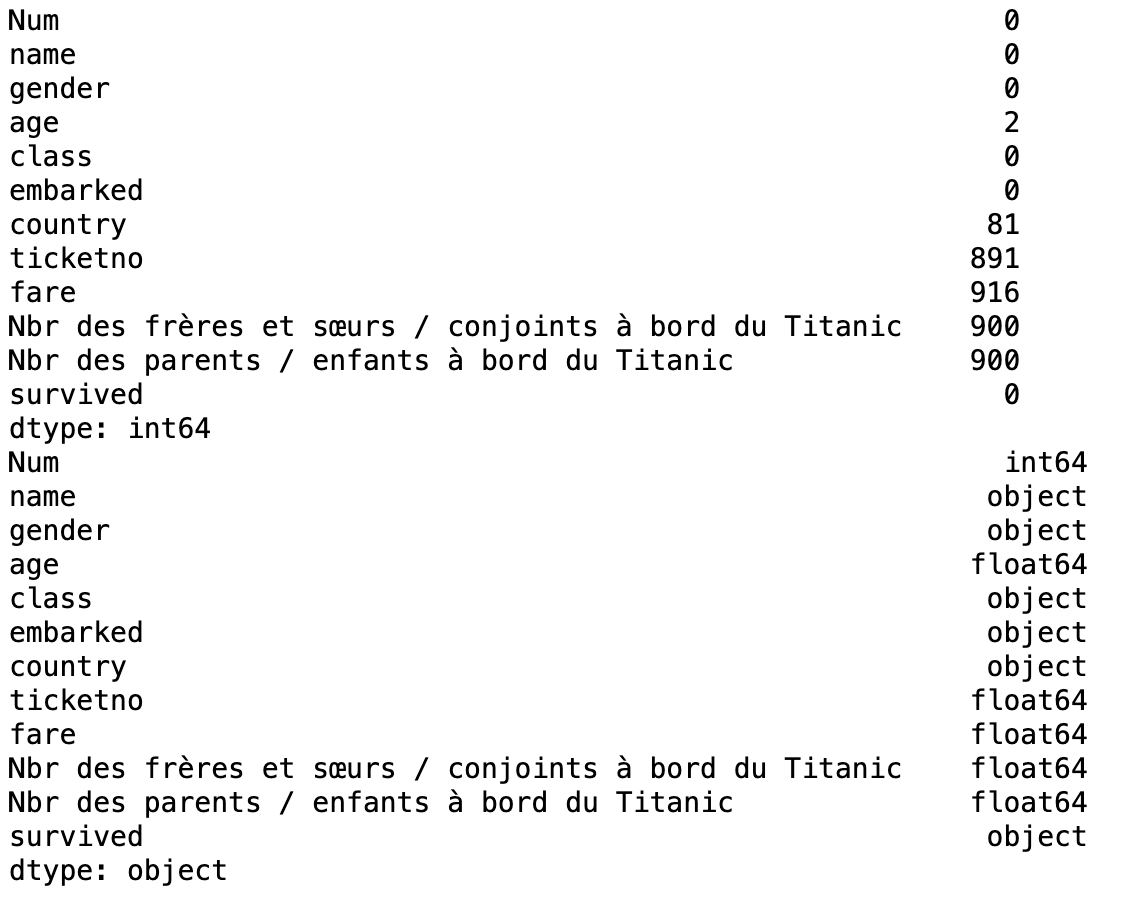 Num 0
name 0
gender 0
age 2
class 0
embarked 0
country 81
ticketno 891
fare 916
Nbr des frères et sœurs / conjoints à bord du Titanic 900
Nbr des parents / enfants à bord du Titanic 900
survived 0
dtype: int64
Num int64
name object
gender object
age float64
class object
embarked object
country object
ticketno float64
fare float64
Nbr des frères et sœurs / conjoints à bord du Titanic float64
Nbr des parents / enfants à bord du Titanic float64
survived object
dtype: object